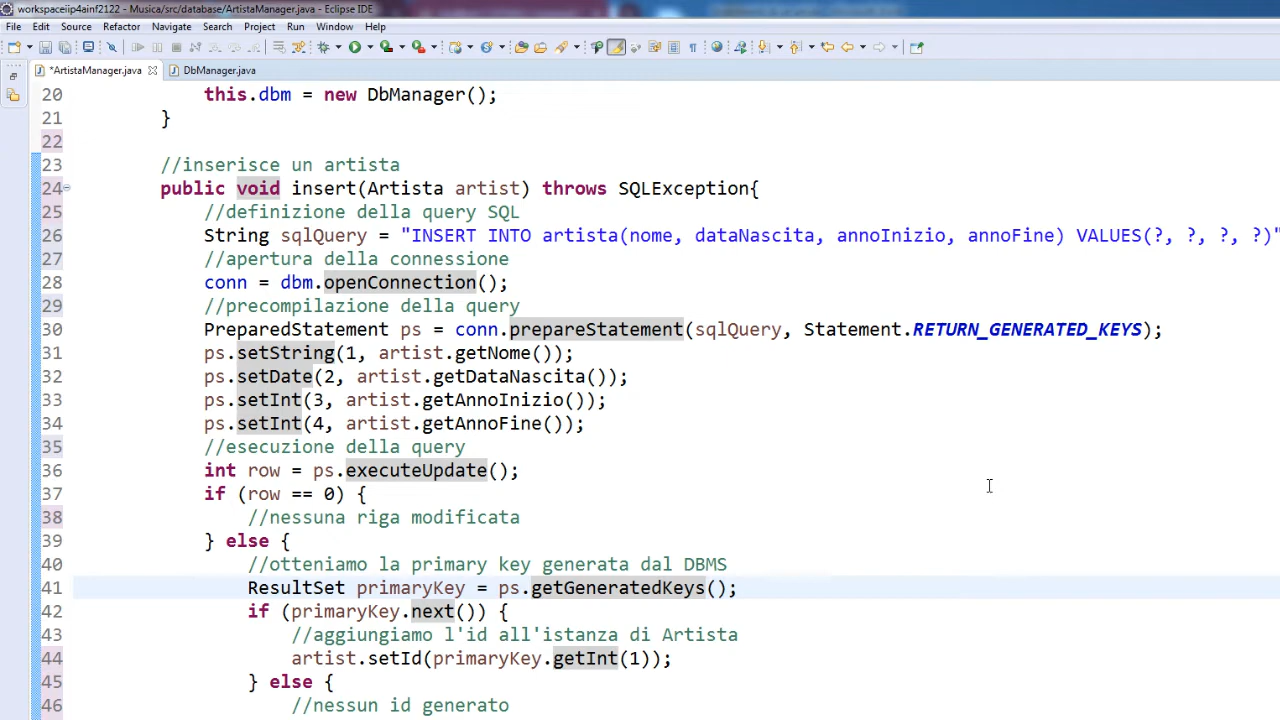 workspaceiip4ainf2122 - Musica/src/database/ArtistaManager.java - Eclipse IDE
File Edit Source Refactor Navigate Search Project Run Window Help
*ArtistaManager.java DbManager.java
20 this.dbm = new DbManager();
21 }
22
23 //inserisce un artista
24 public void insert(Artista artist) throws SQLException{
25 //definizione della query SQL
26 String sqlQuery = "INSERT INTO artista(nome, dataNascita, annoInizio, annoFine) VALUES(?, ?, ?, ?)"
27 //apertura della connessione
28 conn = dbm.openConnection();
29 //precompilazione della query
30 PreparedStatement ps = conn.prepareStatement(sqlQuery, Statement.RETURN_GENERATED_KEYS);
31 ps.setString(1, artist.getNome());
32 ps.setDate(2, artist.getDataNascita());
33 ps.setInt(3, artist.getAnnoInizio());
34 ps.setInt(4, artist.getAnnoFine());
35 //esecuzione della query
36 int row = ps.executeUpdate();
37 if (row == 0) {
38 //nessuna riga modificata
39 } else {
40 //otteniamo la primary key generata dal DBMS
41 ResultSet primaryKey = ps.getGeneratedKeys();
42 if (primaryKey.next()) {
43 //aggiungiamo l'id all'istanza di Artista
44 artist.setId(primaryKey.getInt(1));
45 } else {
46 //nessun id generato